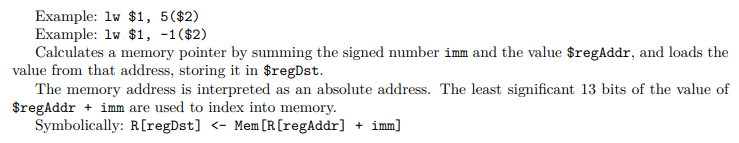 Example: lw $1, 5($2)
Example: lw $1, -1($2)
Calculates a memory pointer by summing the signed number imm and the value $regAddr, and loads the
value from that address, storing it in $regDst.
The memory address is interpreted as an absolute address. The least significant 13 bits of the value of
$regAddr + imm are used to index into memory.
Symbolically: R[regDst] <- Mem[R[regAddr] + imm]